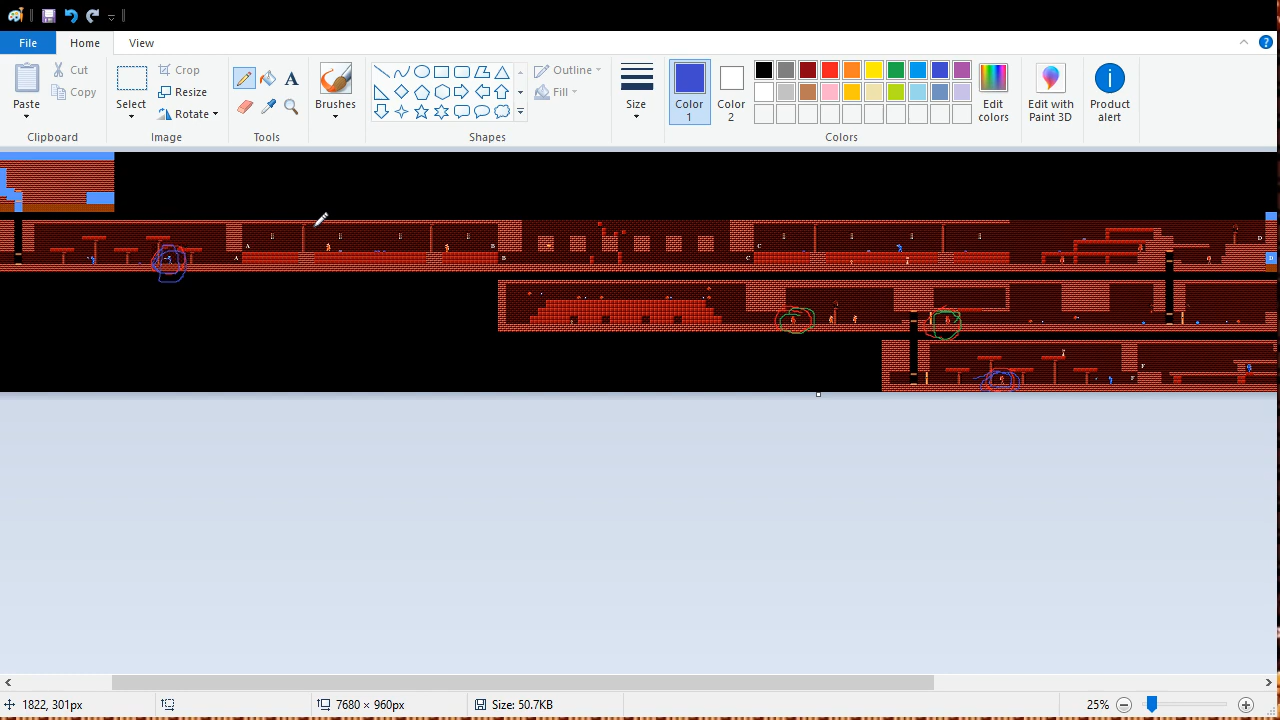 File Home View
Paste Cut Copy
Clipboard
Select Crop Resize Rotate
Image
A
Tools
Brushes
Outline Fill
Shapes
Size
Color 1
Color 2
Edit colors
Colors
Edit with Paint 3D
Product alert
A B C D
A B D
F
F
1822, 301px
7680 × 960px
Size: 50.7KB
25%